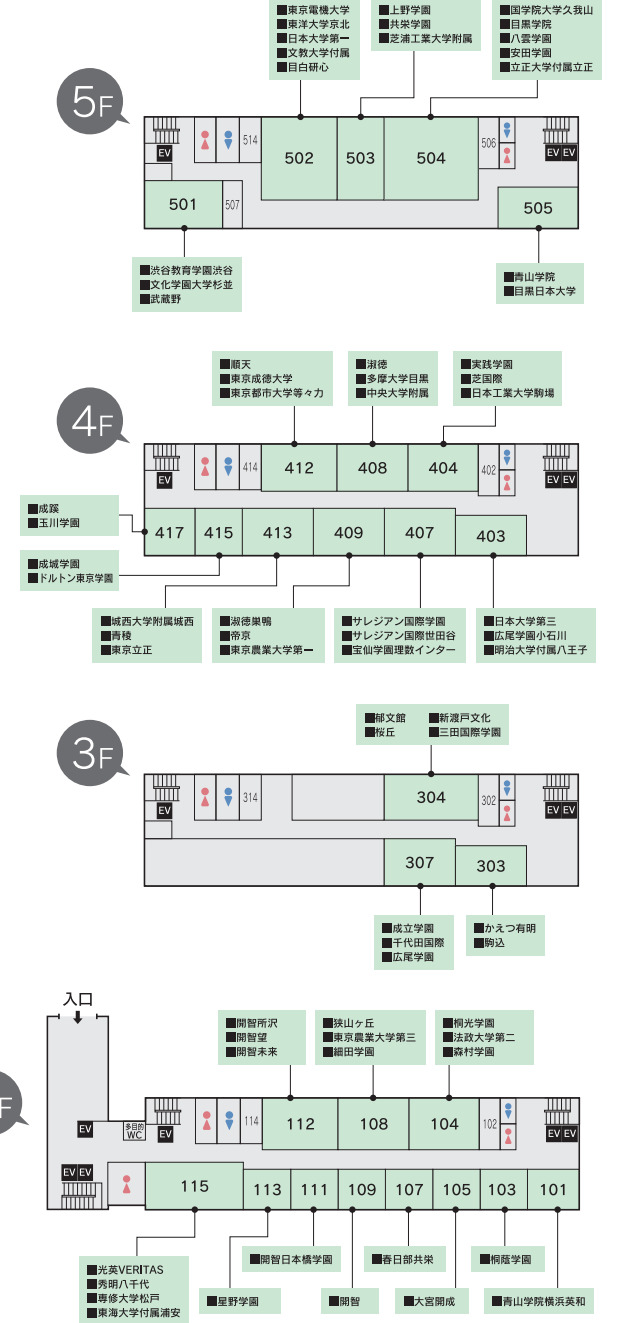 ■東京電機大学
■東洋大学京北
■日本大学第一
■文教大学付属
■目白研心
■上野学園
■共栄学園
■芝浦工業大学附属
■国学院大学久我山
■目黒学院
■八雲学園
■安田学園
■立正大学付属立正
5F
EV
514
502
503
504
506
EV EV
501
507
505
■渋谷教育学園渋谷
■文化学園大学杉並
■武蔵野
■青山学院
■目黒日本大学
■順天
■東京成徳大学
■東京都市大学等々力
■淑徳
■多摩大学目黒
■中央大学附属
■実践学園
■芝国際
■日本工業大学駒場
4F
EV
414
412
408
404
402
EV EV
■成蹊
■玉川学園
417
415
413
409
407
403
■成城学園
■ドルトン東京学園
■城西大学附属城西
■青稜
■東京立正
■淑徳巣鴨
■帝京
■東京農業大学第一
■サレジアン国際学園
■サレジアン国際世田谷
■宝仙学園理数インター
■日本大学第三
■広尾学園小石川
■明治大学付属八王子
■郁文館
■桜丘
■新渡戸文化
■三田国際学園
3F
EV
314
304
302
EV EV
307
303
■成立学園
■千代田国際
■広尾学園
■かえつ有明
■駒込
入口
■開智所沢
■開智望
■開智未来
■狭山ヶ丘
■東京農業大学第三
■細田学園
■桐光学園
■法政大学第二
■森村学園
F
EV
多目的
WC
EV
114
112
108
104
102
EV EV
EV EV
115
113
111
109
107
105
103
101
■光英VERITAS
■秀明八千代
■専修大学松戸
■東海大学付属浦安
■星野学園
■開智日本橋学園
■開智
■春日部共栄
■大宮開成
■桐蔭学園
■青山学院横浜英和